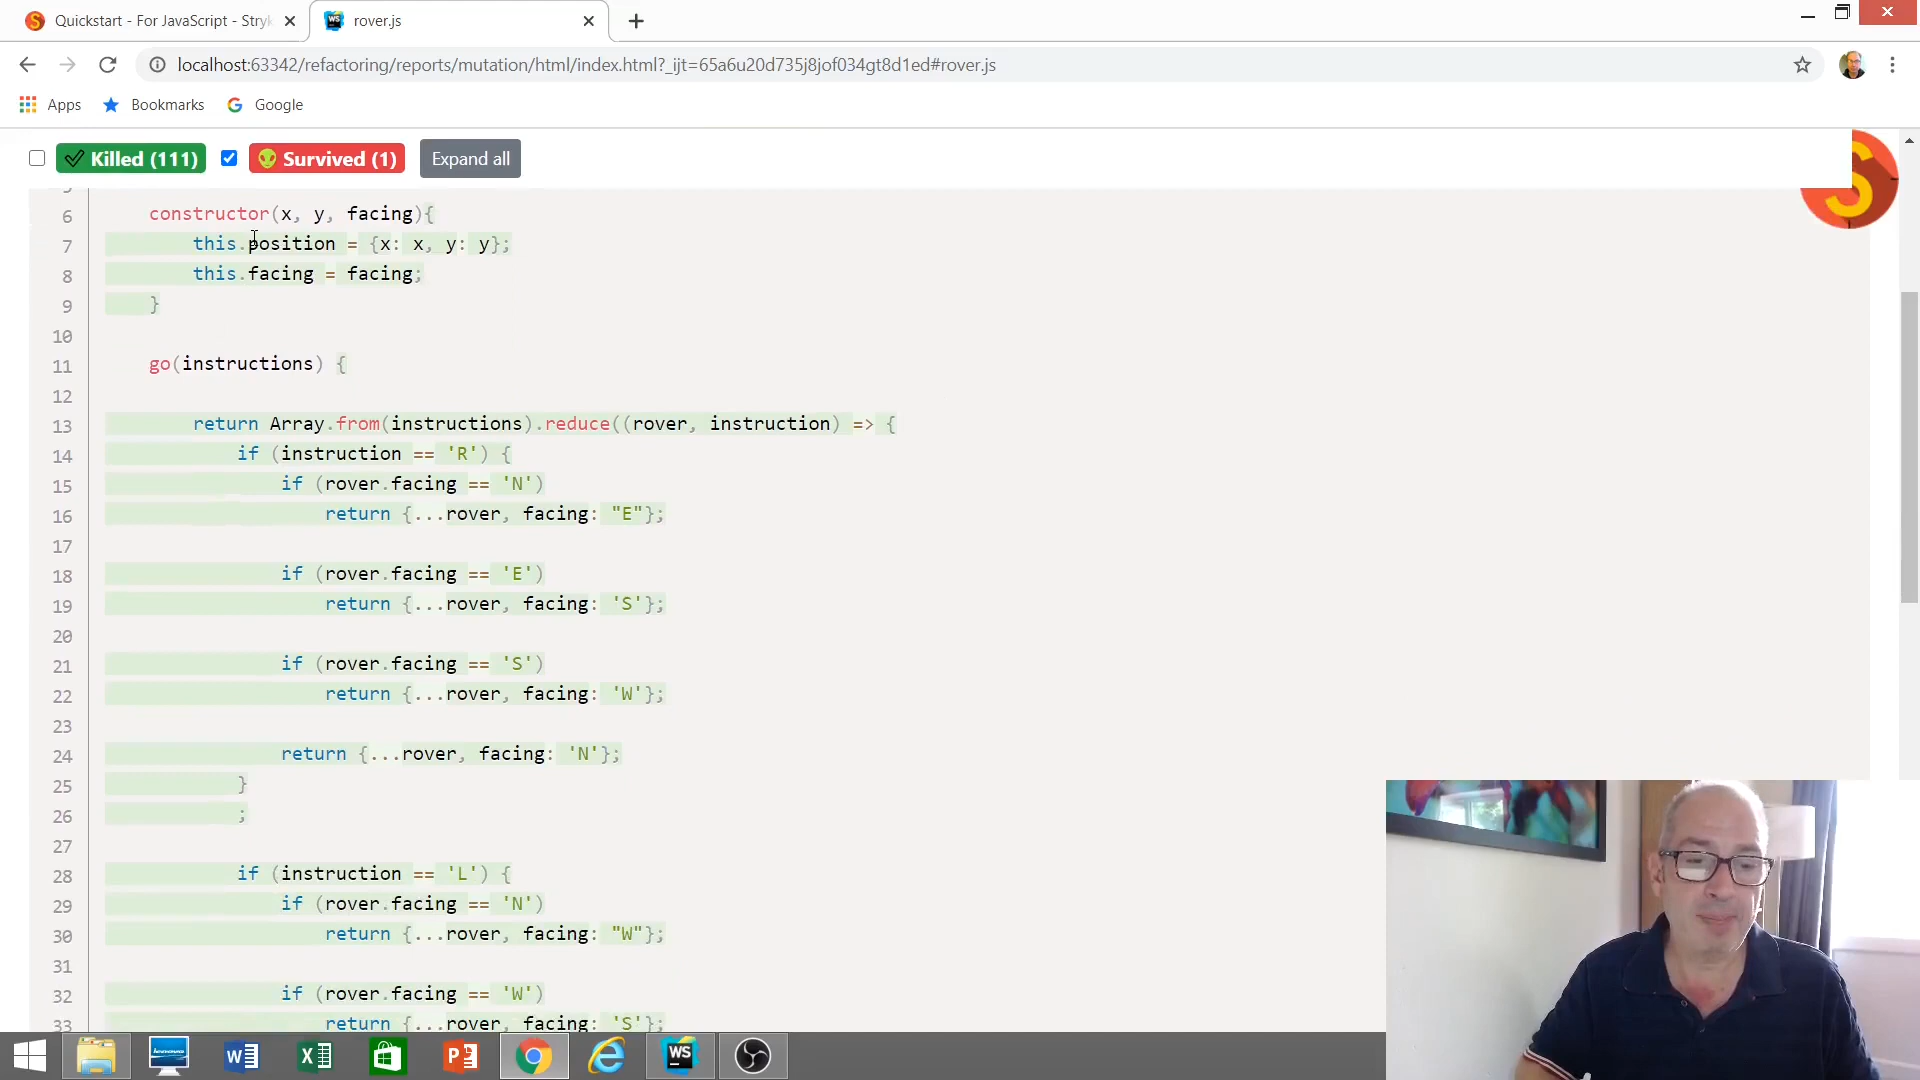 Quickstart - For JavaScript - Stryk
rover.js
localhost:63342/refactoring/reports/mutation/html/index.html?_ijt=65a6u20d735j8jof034gt8d1ed#rover.js
Apps Bookmarks Google
Killed (111) Survived (1) Expand all
6 constructor(x, y, facing){
7 this.position = {x: x, y: y};
8 this.facing = facing;
9 }
10
11 go(instructions) {
12
13 return Array.from(instructions).reduce((rover, instruction) => {
14 if (instruction == 'R') {
15 if (rover.facing == 'N')
16 return {...rover, facing: "E"};
17
18 if (rover.facing == 'E')
19 return {...rover, facing: 'S'};
20
21 if (rover.facing == 'S')
22 return {...rover, facing: 'W'};
23
24 return {...rover, facing: 'N'};
25 }
26 ;
27
28 if (instruction == 'L') {
29 if (rover.facing == 'N')
30 return {...rover, facing: "W"};
31
32 if (rover.facing == 'W')
33 return {...rover, facing: 'S'};